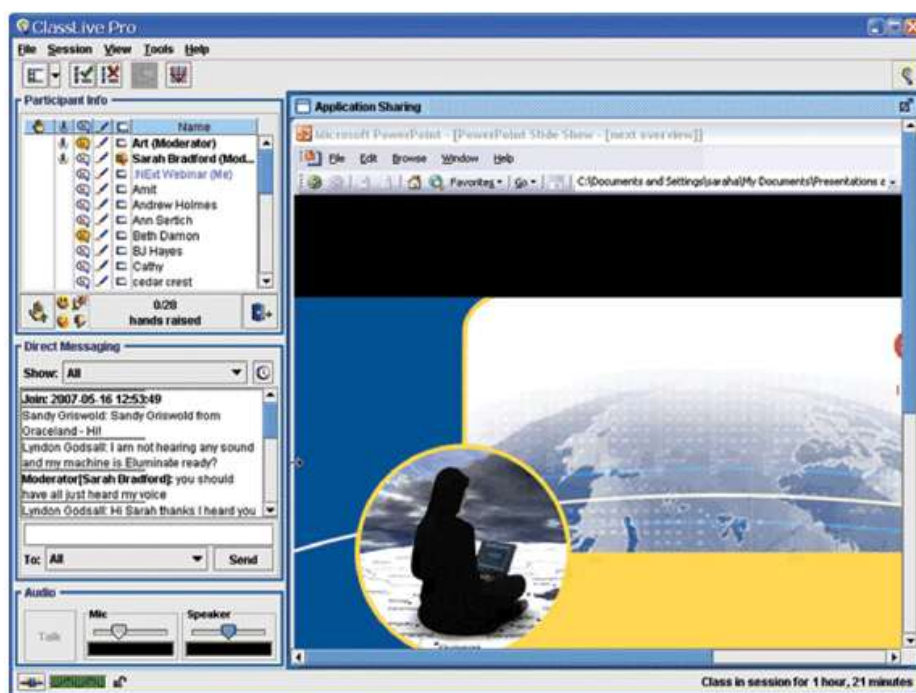 ClassLive Pro
File Session View Tools Help
Participant Info
Name
Art (Moderator)
Sarah Bradford (Mod...
:NExt Webinar (Me)
Amit
Andrew Holmes
Ann Sertich
Beth Damon
BJ Hayes
Cathy
cedar crest
0/28
hands raised
Direct Messaging
Show: All
Join: 2007-05-16 12:53:49
Sandy Griswold: Sandy Griswold from
Graceland - Hi!
Lyndon Godsall: I am not hearing any sound
and my machine is Eluminate ready?
Moderator[Sarah Bradford]: you should
have all just heard my voice
Lyndon Godsall: Hi Sarah thanks I heard you
To: All
Send
Audio
Talk
Mic
Speaker
Application Sharing
Microsoft PowerPoint - [PowerPoint Slide Show - [next overview]]
File Edit Browse Window Help
Favorites Go C:\Documents and Settings\saraha\My Documents\Presentations a
Class in session for 1 hour, 21 minutes